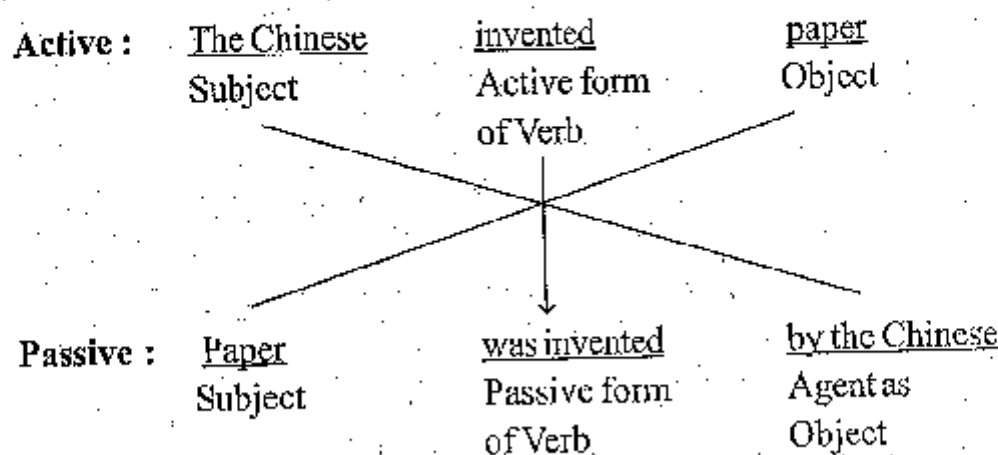 Active : The Chinese invented paper
Subject Active form Object
of Verb
Passive : Paper was invented by the Chinese
Subject Passive form Agent as
of Verb Object